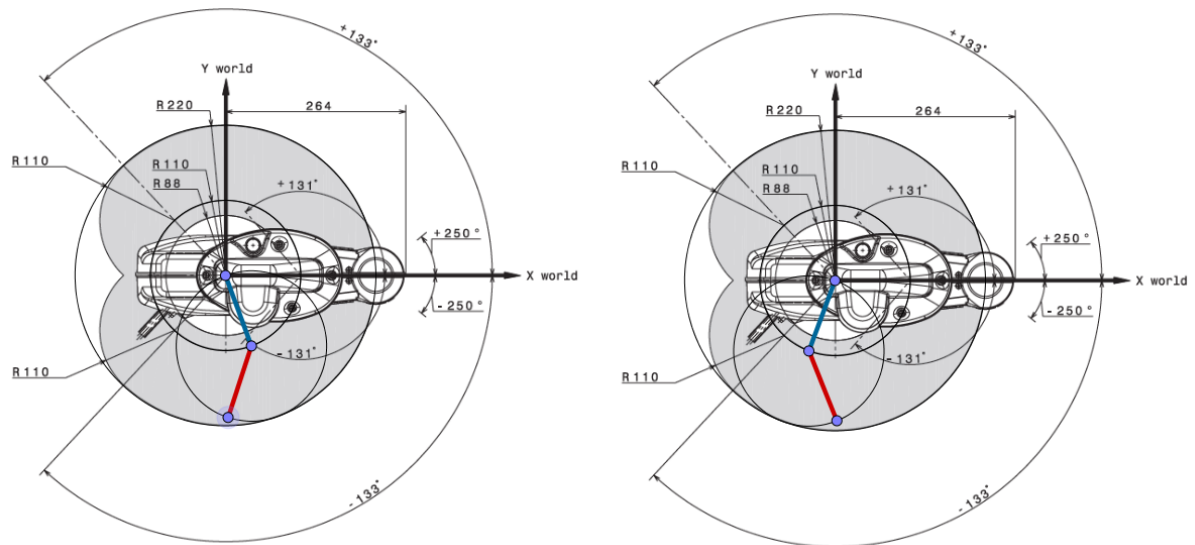 +133°
Y world
R220
264
R110
R110
R88
+131°
+250°
X world
-250°
-131°
R110
-133°
+133°
Y world
R220
264
R110
R110
R88
+131°
+250°
X world
-250°
-131°
R110
-133°